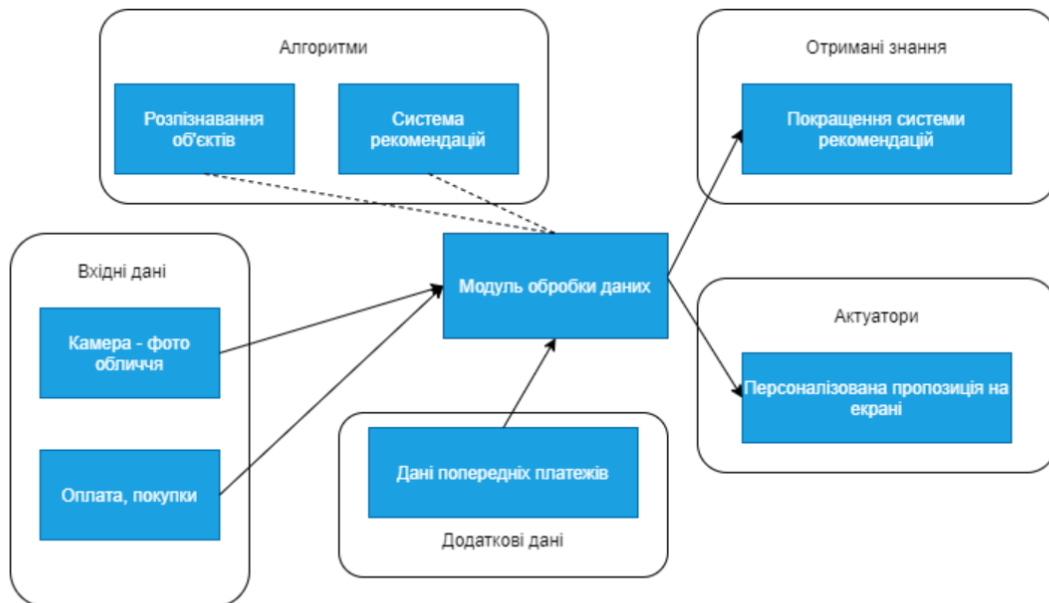 Алгоритми
Розпізнавання
об'єктів
Система
рекомендацій
Отримані знання
Покращення системи
рекомендацій
Вхідні дані
Камера - фото
обличчя
Оплата, покупки
Модуль обробки даних
Дані попередніх платежів
Додаткові дані
Актуатори
Персоналізована пропозиція на
екрані